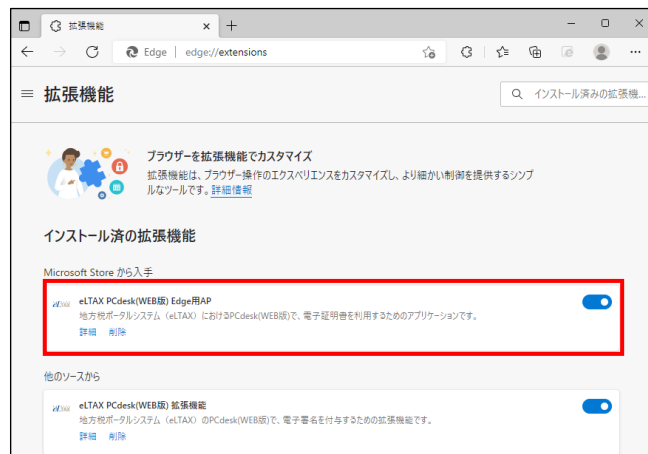 拡張機能
Edge edge://extensions
拡張機能
インストール済みの拡張機...
ブラウザーを拡張機能でカスタマイズ
拡張機能は、ブラウザー操作のエクスペリエンスをカスタマイズし、より細かい制御を提供するシンプ
ルなツールです。詳細情報
インストール済の拡張機能
Microsoft Store から入手
eLTAX PCdesk(WEB版) Edge用AP
地方税ポータルシステム（eLTAX）におけるPCdesk(WEB版)で、電子証明書を利用するためのアプリケーションです。
詳細 削除
他のソースから
eLTAX PCdesk(WEB版) 拡張機能
地方税ポータルシステム（eLTAX）のPCdesk(WEB版)で、電子署名を付与するための拡張機能です。
詳細 削除